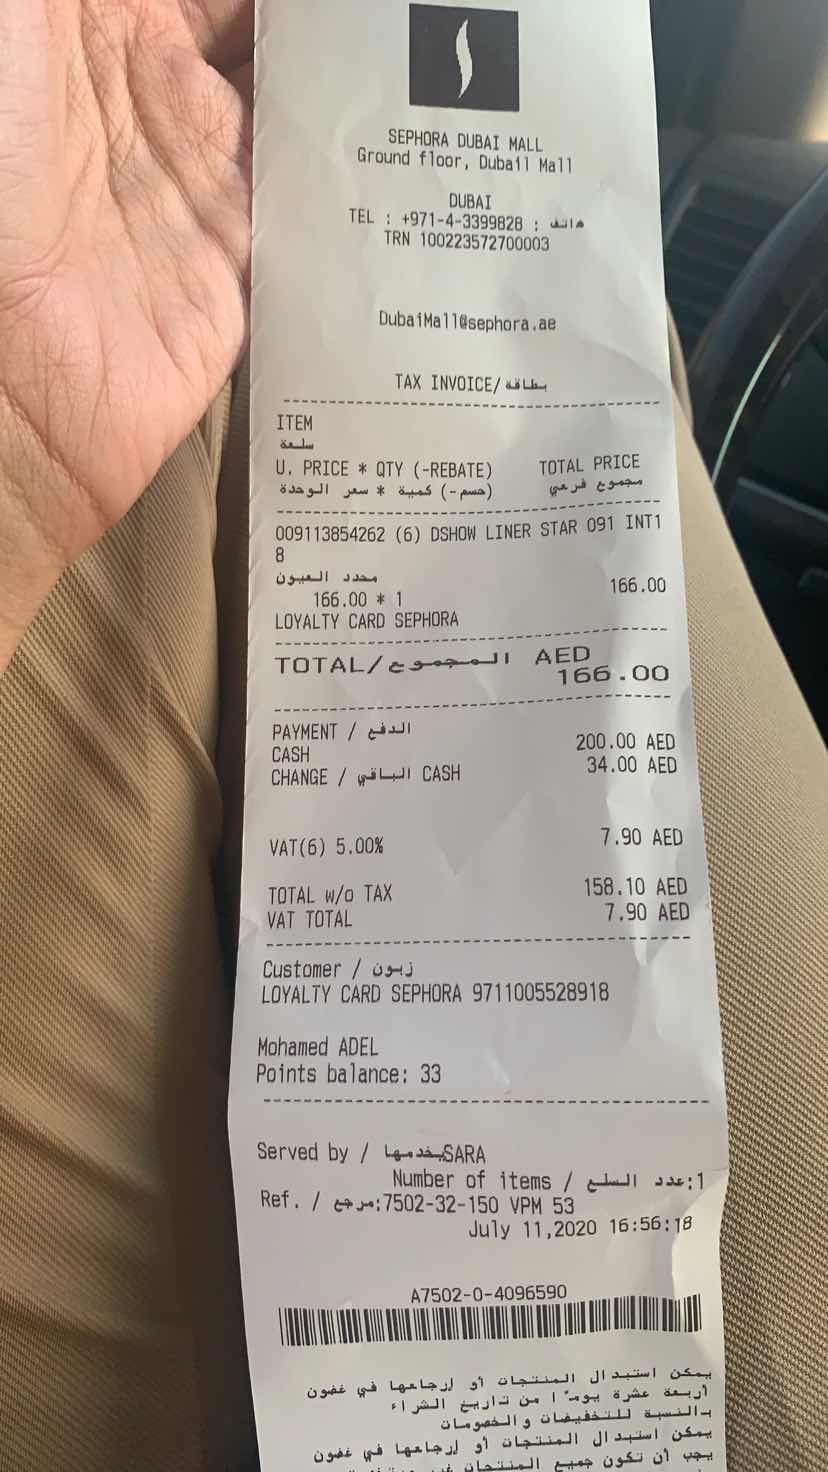 SEPHORA DUBAI MALL
Ground floor, Dubail Mall
DUBAI
TEL : +971-4-3399828 : هاتف
TRN 100223572700003
DubaiMall@sephora.ae
TAX INVOICE/بطاقة
ITEM
سلعة
U. PRICE * QTY (-REBATE) TOTAL PRICE
(حسم-) كمية * سعر الوحدة مجموع فرعي
009113854262 (6) DSHOW LINER STAR 091 INT1
8
محدد العيون
166.00 * 1 166.00
LOYALTY CARD SEPHORA
TOTAL/المجموع AED
166.00
PAYMENT / الدفع
CASH 200.00 AED
CHANGE / الباقي CASH 34.00 AED
VAT(6) 5.00% 7.90 AED
TOTAL w/o TAX 158.10 AED
VAT TOTAL 7.90 AED
Customer / زبون
LOYALTY CARD SEPHORA 9711005528918
Mohamed ADEL
Points balance: 33
Served by / يخدمها SARA
Number of items / عدد السلع:1
Ref. / مرجع:7502-32-150 VPM 53
July 11,2020 16:56:18
A7502-0-4096590
يمكن استبدال المنتجات أو إرجاعها في غضون
أربعة عشرة يوماً من تاريخ الشراء
بالنسبة للتخفيضات والخصومات
يمكن استبدال المنتجات أو إرجاعها في غضون
يجب أن تكون جميع المنتجات غير